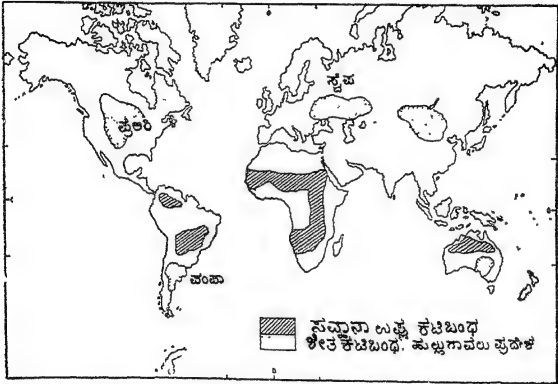 ಸ್ಟೆಪ
ಪ್ರೈರಿ
ಪಂಪಾ
ಸವ್ಹಾನಾ ಉಷ್ಣ ಕಟಿಬಂಧ
ಶೀತ ಕಟಿಬಂಧ. ಹುಲ್ಲುಗಾವಲು ಪ್ರದೇಶ